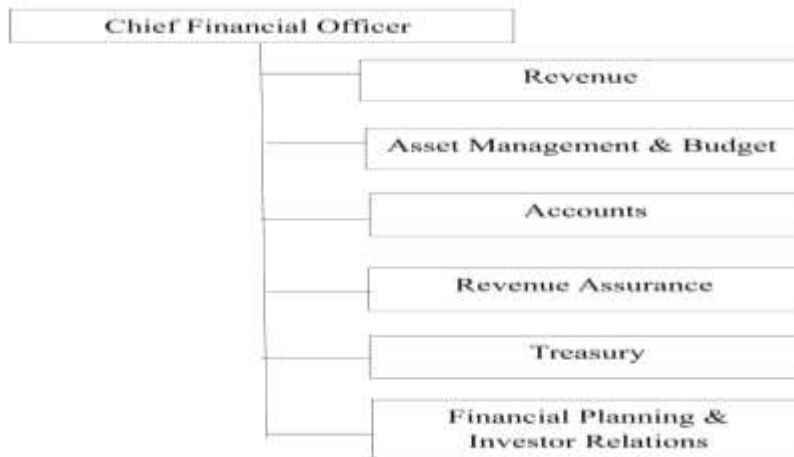 Chief Financial Officer
Revenue
Asset Management & Budget
Accounts
Revenue Assurance
Treasury
Financial Planning &
Investor Relations